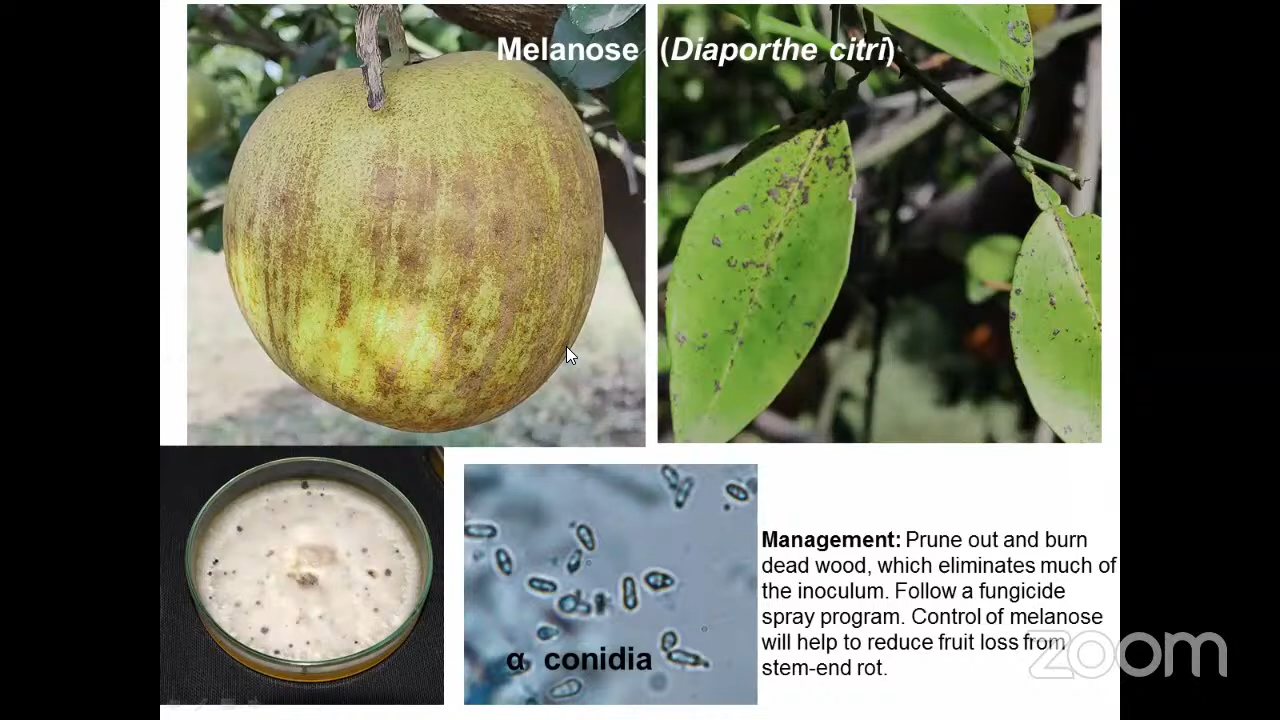 Melanose (Diaporthe citri)
α conidia
Management: Prune out and burn
dead wood, which eliminates much of
the inoculum. Follow a fungicide
spray program. Control of melanose
will help to reduce fruit loss from
stem-end rot.
zoom